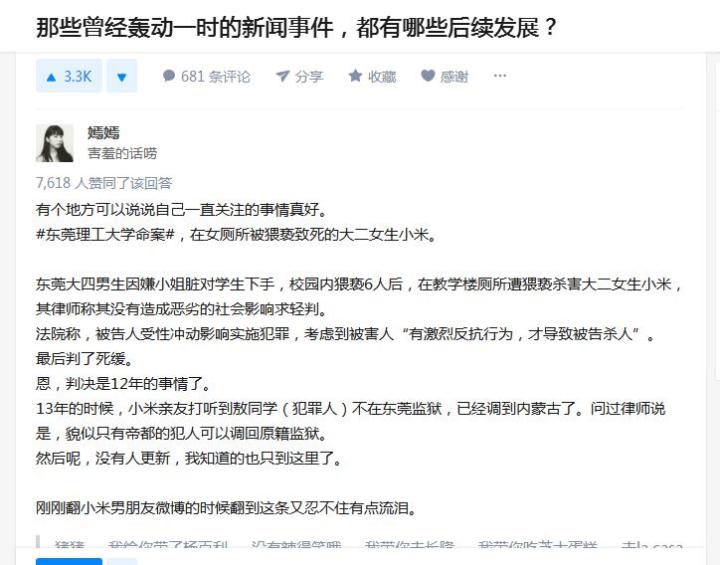 那些曾经轰动一时的新闻事件，都有哪些后续发展？
3.3K 681 条评论 分享 收藏 感谢 ···
嫣嫣
害羞的话唠
7,618 人赞同了该回答
有个地方可以说说自己一直关注的事情真好。
#东莞理工大学命案#，在女厕所被猥亵致死的大二女生小米。
东莞大四男生因嫌小姐脏对学生下手，校园内猥亵6人后，在教学楼厕所遭猥亵杀害大二女生小米，
其律师称其没有造成恶劣的社会影响求轻判。
法院称，被告人受性冲动影响实施犯罪，考虑到被害人“有激烈反抗行为，才导致被告杀人”。
最后判了死缓。
恩，判决是12年的事情了。
13年的时候，小米亲友打听到敖同学（犯罪人）不在东莞监狱，已经调到内蒙古了。问过律师说
是，貌似只有帝都的犯人可以调回原籍监狱。
然后呢，没有人更新，我知道的也只到这里了。
刚刚翻小米男朋友微博的时候翻到这条又忍不住有点流泪。